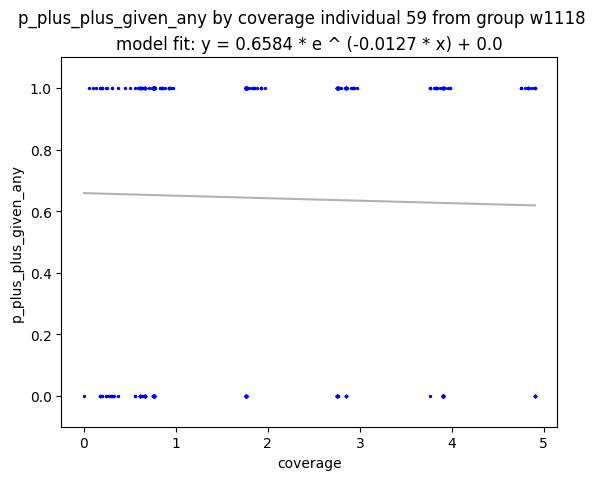 p_plus_plus_given_any by coverage individual 59 from group w1118
model fit: y = 0.6584 * e ^ (-0.0127 * x) + 0.0
p_plus_plus_given_any
1.0
0.8
0.6
0.4
0.2
0.0
0 1 2 3 4 5
coverage